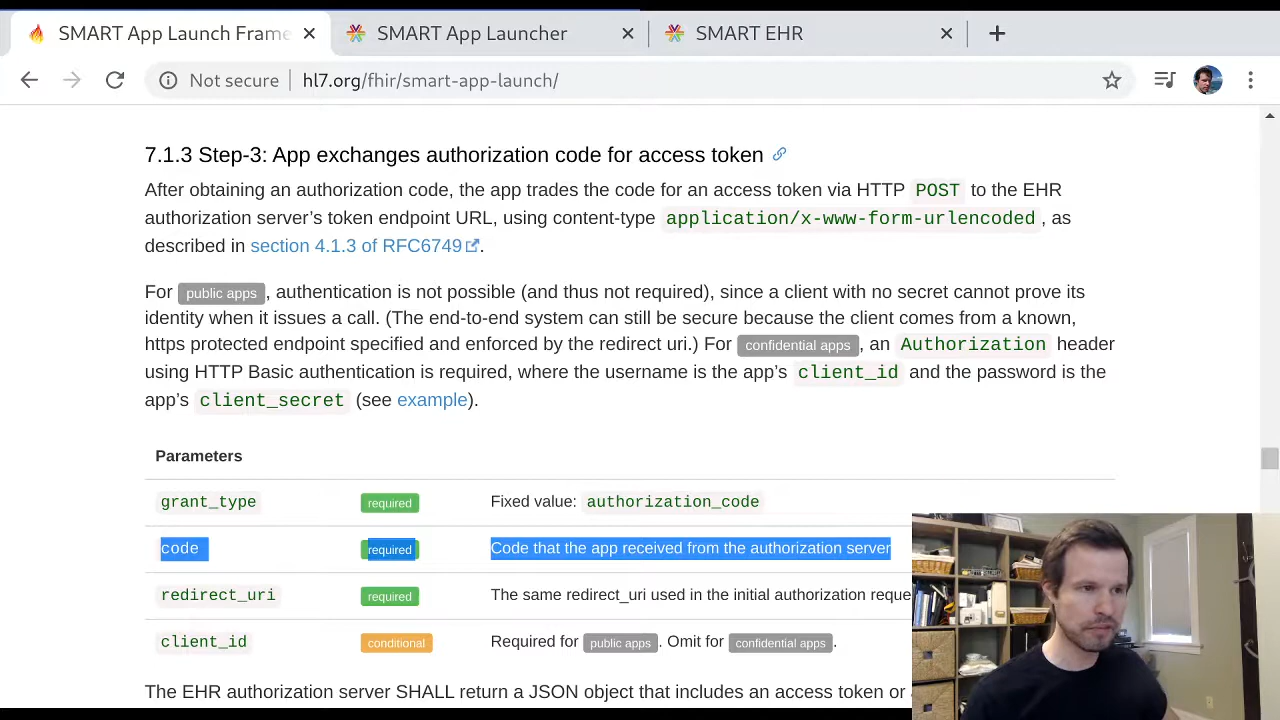 SMART App Launch Frame
SMART App Launcher
SMART EHR
Not secure
hl7.org/fhir/smart-app-launch/
7.1.3 Step-3: App exchanges authorization code for access token
After obtaining an authorization code, the app trades the code for an access token via HTTP POST to the EHR
authorization server's token endpoint URL, using content-type application/x-www-form-urlencoded, as
described in section 4.1.3 of RFC6749.
For public apps, authentication is not possible (and thus not required), since a client with no secret cannot prove its
identity when it issues a call. (The end-to-end system can still be secure because the client comes from a known,
https protected endpoint specified and enforced by the redirect uri.) For confidential apps, an Authorization header
using HTTP Basic authentication is required, where the username is the app's client_id and the password is the
app's client_secret (see example).
Parameters
grant_type required Fixed value: authorization_code
code required Code that the app received from the authorization server
redirect_uri required The same redirect_uri used in the initial authorization reque
client_id conditional Required for public apps. Omit for confidential apps.
The EHR authorization server SHALL return a JSON object that includes an access token or